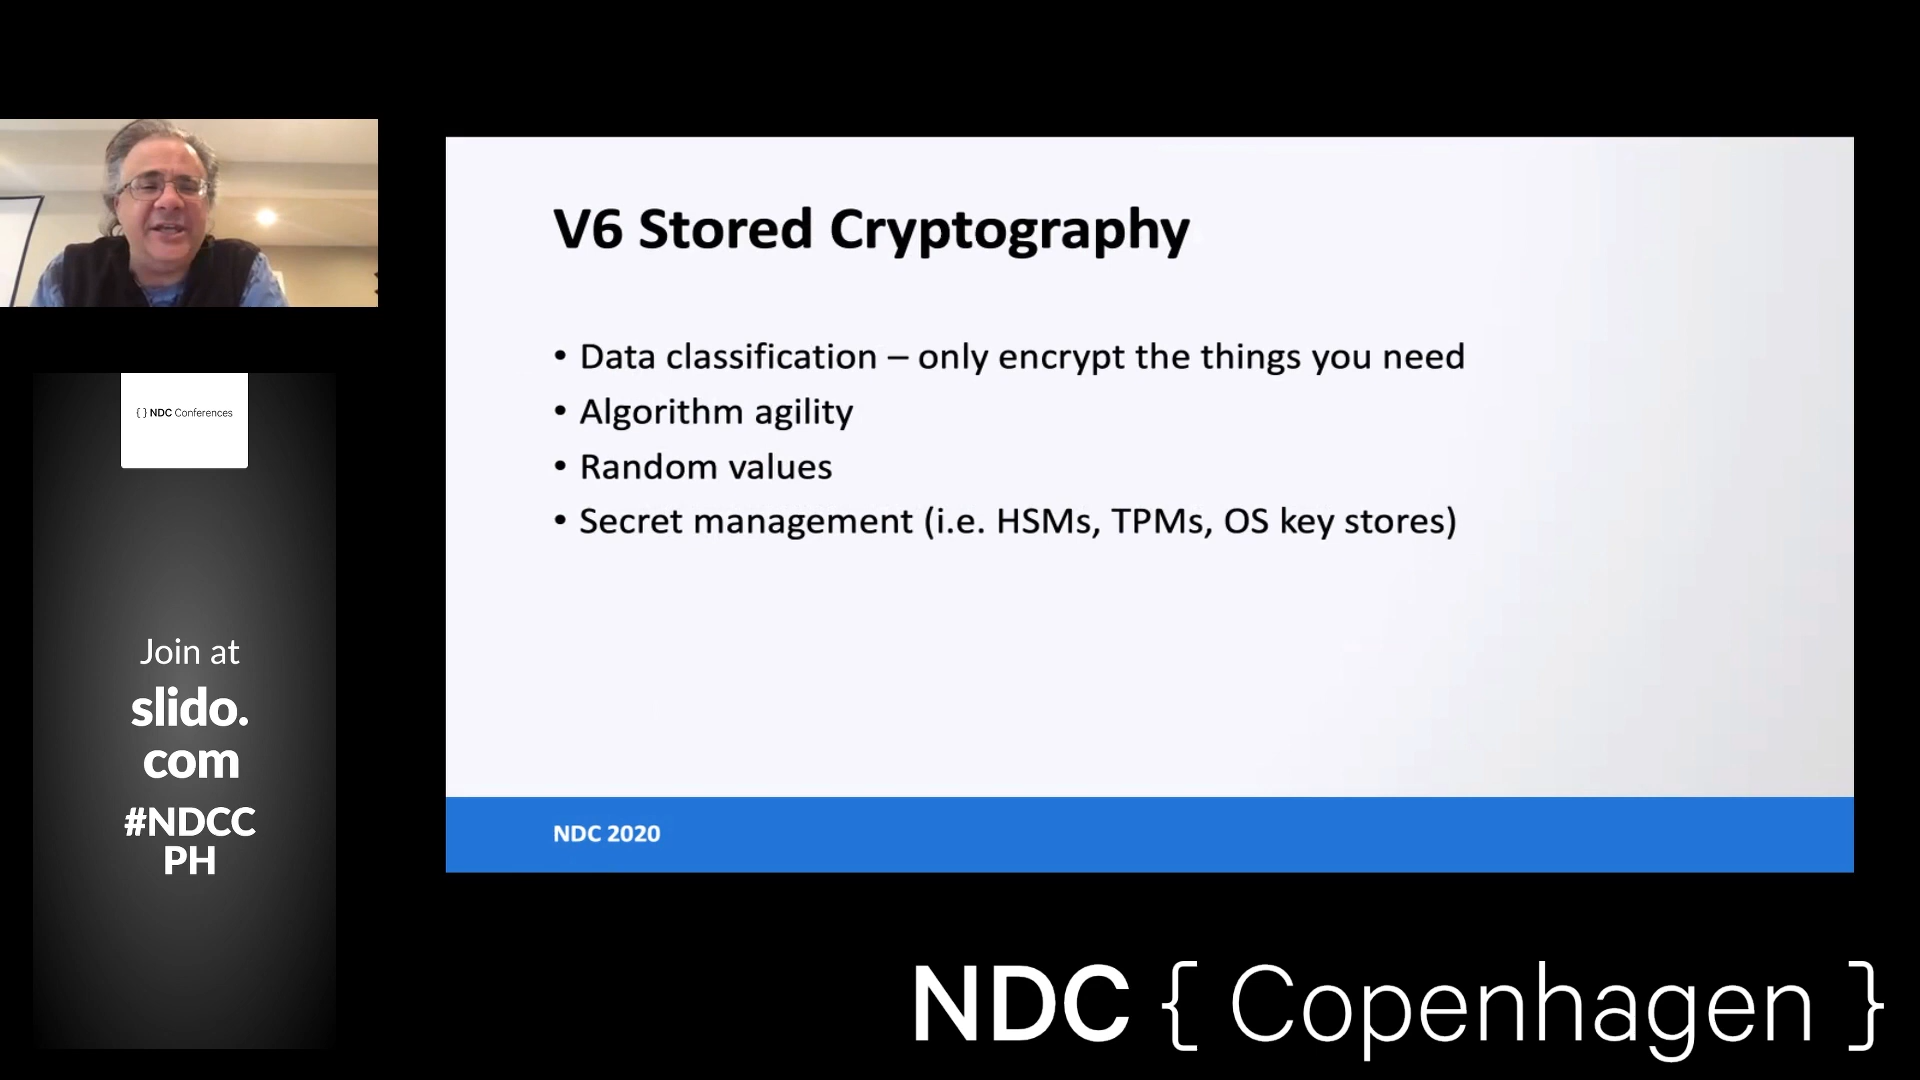 { } NDC Conferences
Join at
slido.
com
#NDCC
PH
V6 Stored Cryptography
• Data classification – only encrypt the things you need
• Algorithm agility
• Random values
• Secret management (i.e. HSMs, TPMs, OS key stores)
NDC 2020
NDC { Copenhagen }